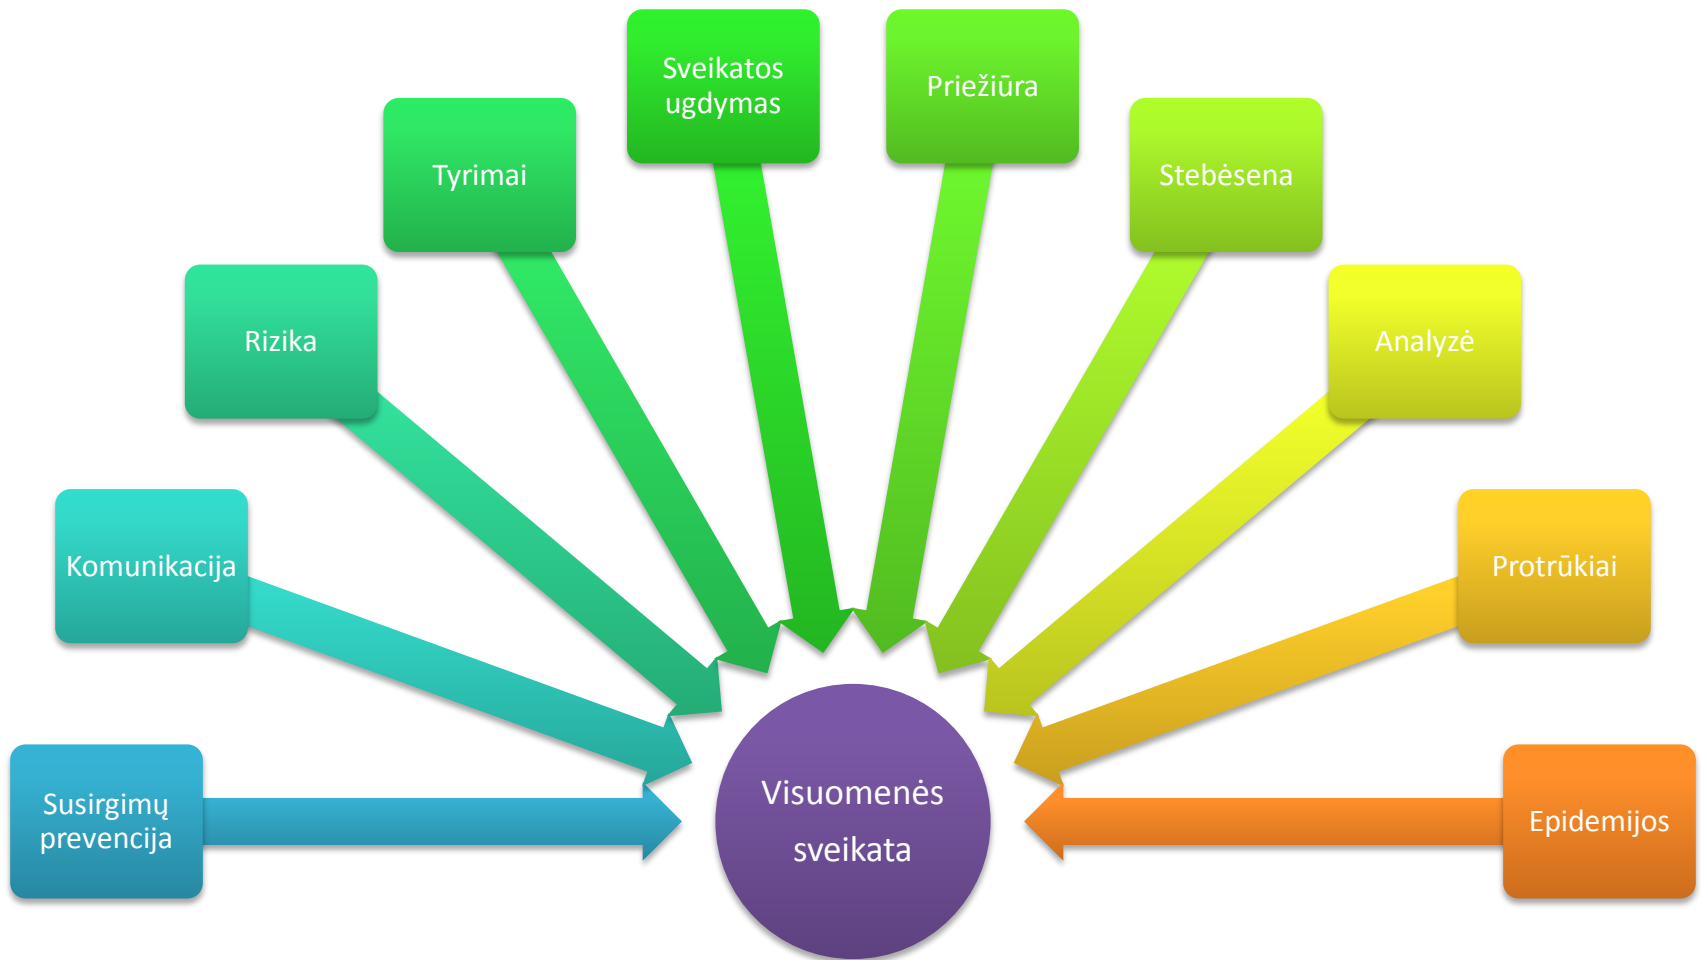 Sveikatos
ugdymas
Priežiūra
Tyrimai
Stebėsena
Rizika
Analyzė
Komunikacija
Protrūkiai
Susirgimų
prevencija
Visuomenės
sveikata
Epidemijos